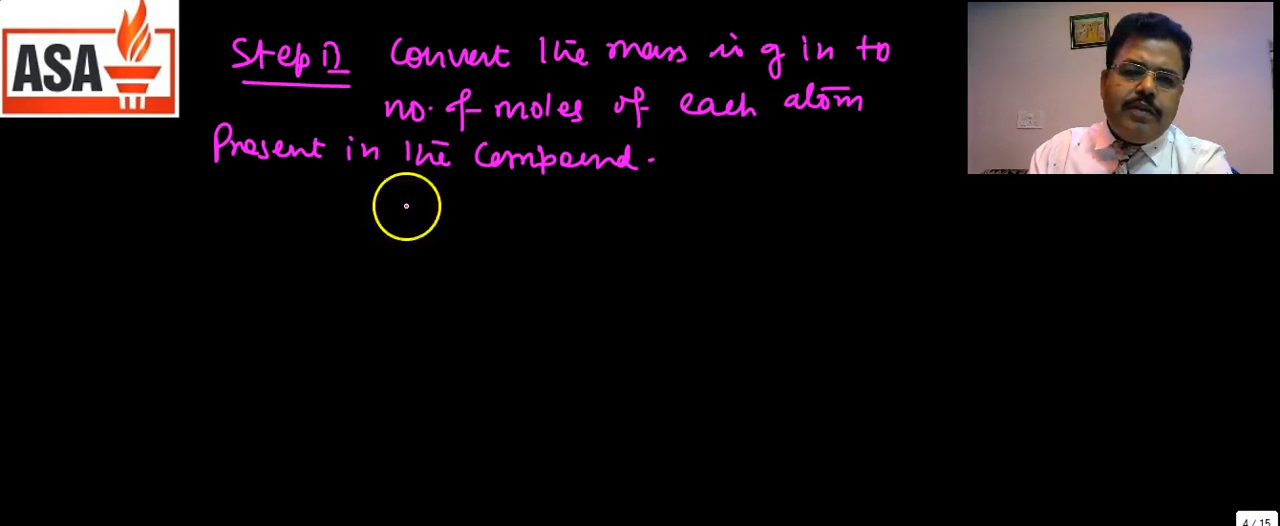 ASA
Step II Convert the mass in g in to
no. of moles of each atom
Present in the Compound.
4 / 15